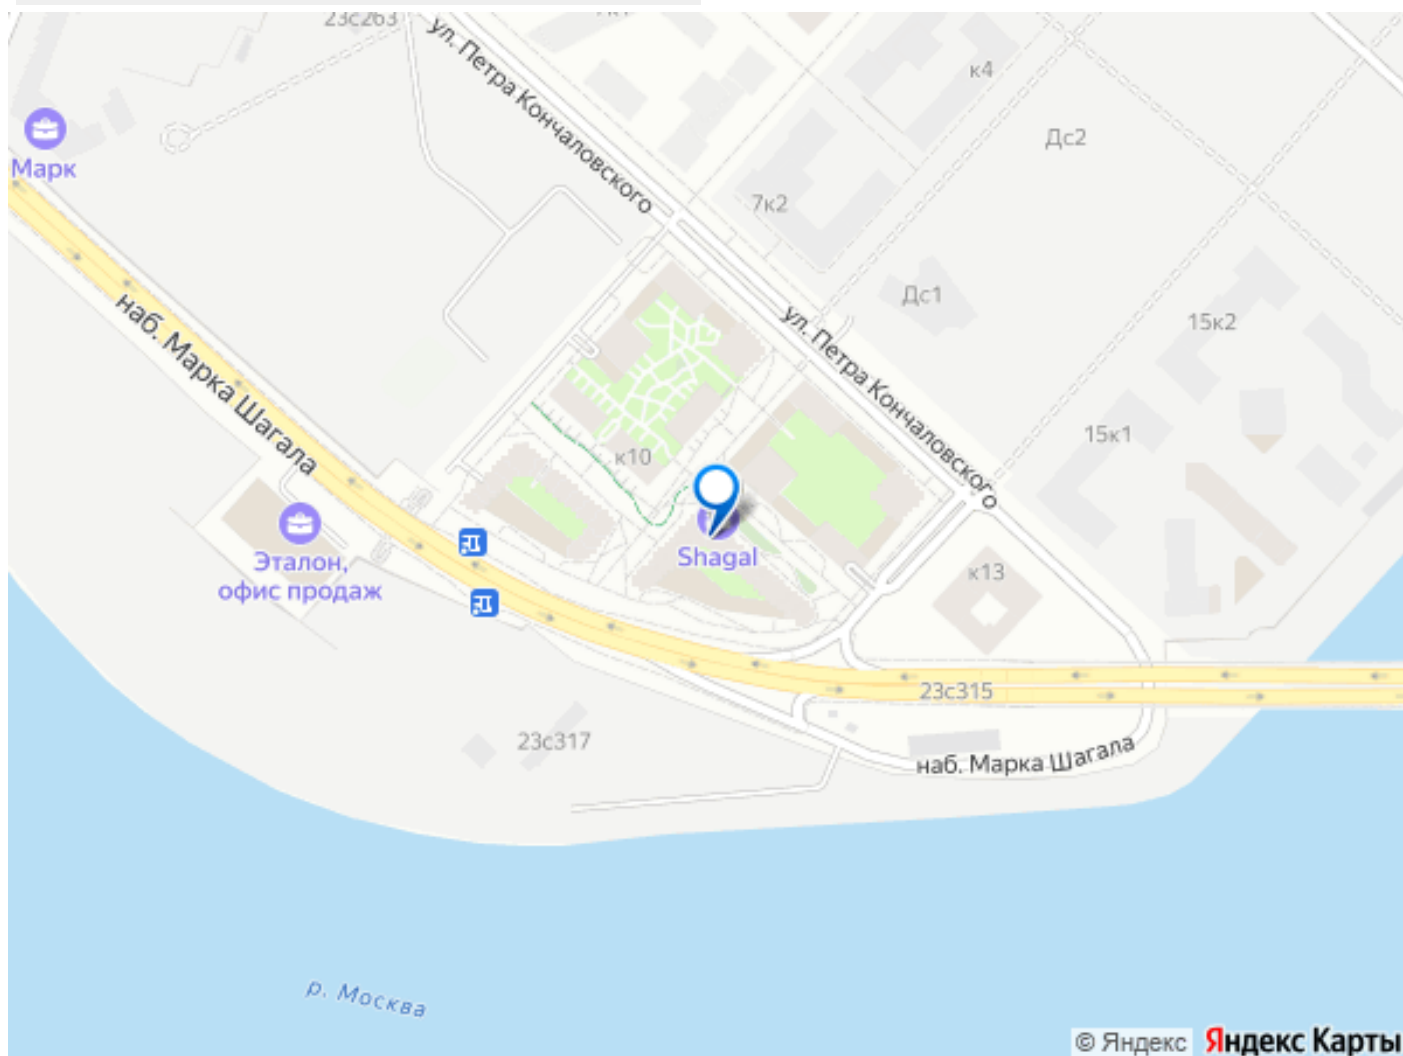 23с263
ул. Петра Кончаловского
к4
Марк
Дс2
7к2
Дс1
ул. Петра Кончаловского
15к2
наб. Марка Шагала
15к1
к10
Shagal
Эталон,
офис продаж
к13
23с315
23с317
наб. Марка Шагала
р. Москва
© Яндекс Яндекс Карты